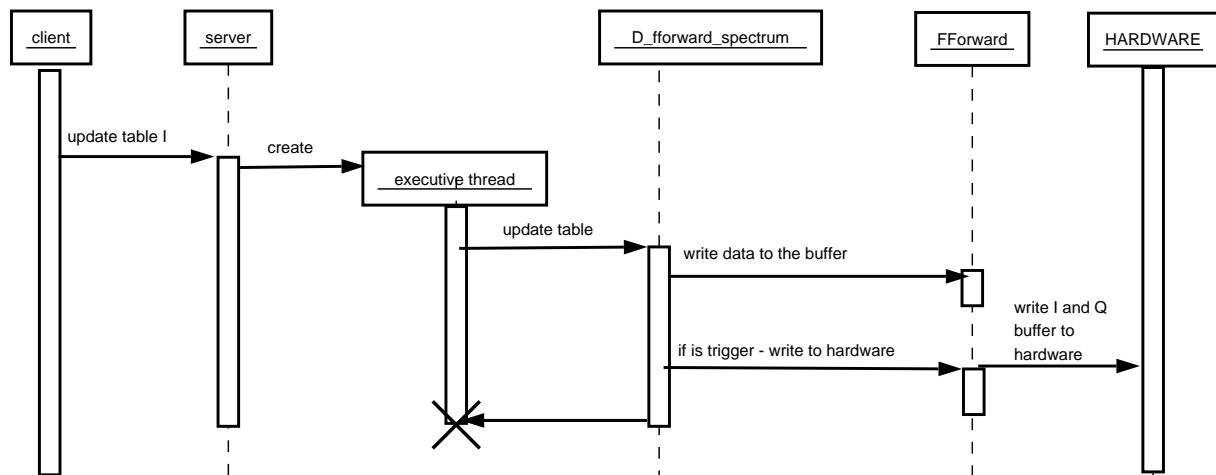 client
server
D_fforward_spectrum
FForward
HARDWARE
update table I
create
executive thread
update table
write data to the buffer
write I and Q
buffer to
hardware
if is trigger - write to hardware